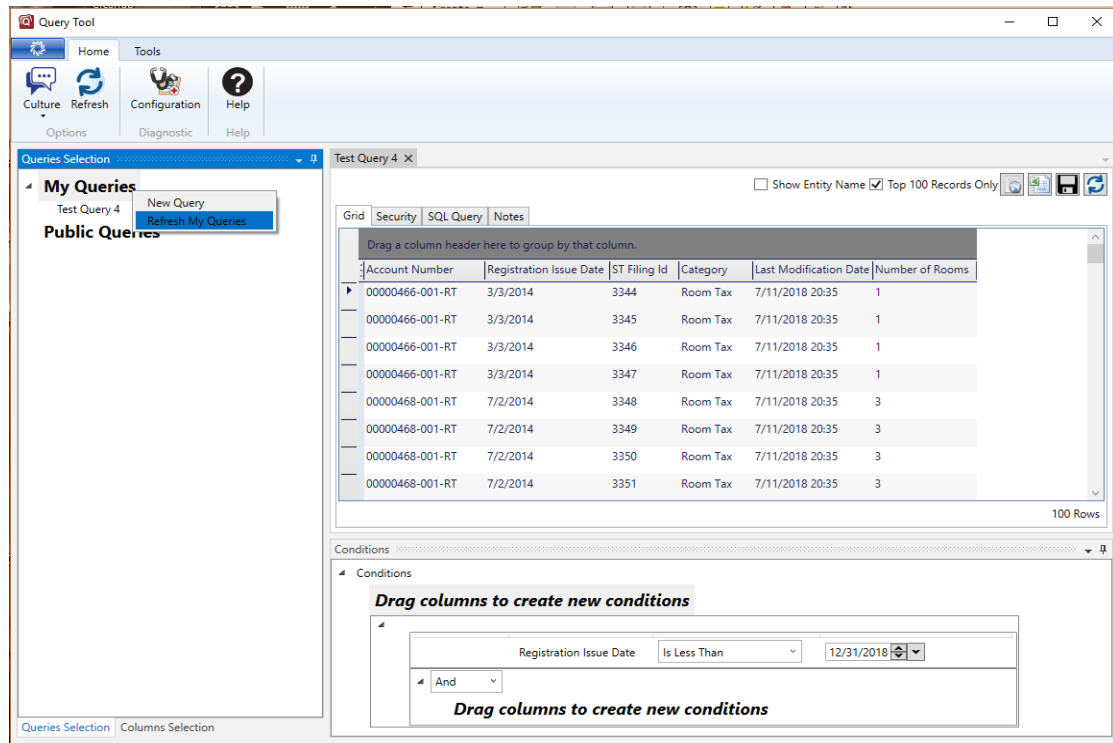 Query Tool
Home Tools
Culture Refresh Configuration Help
Options Diagnostic Help
Queries Selection
My Queries
Test Query 4
Public Queries
New Query
Refresh My Queries
Queries Selection Columns Selection
Test Query 4
Show Entity Name Top 100 Records Only
Grid Security SQL Query Notes
Drag a column header here to group by that column.
Account Number Registration Issue Date ST Filing Id Category Last Modification Date Number of Rooms
00000466-001-RT 3/3/2014 3344 Room Tax 7/11/2018 20:35 1
00000466-001-RT 3/3/2014 3345 Room Tax 7/11/2018 20:35 1
00000466-001-RT 3/3/2014 3346 Room Tax 7/11/2018 20:35 1
00000466-001-RT 3/3/2014 3347 Room Tax 7/11/2018 20:35 1
00000468-001-RT 7/2/2014 3348 Room Tax 7/11/2018 20:35 3
00000468-001-RT 7/2/2014 3349 Room Tax 7/11/2018 20:35 3
00000468-001-RT 7/2/2014 3350 Room Tax 7/11/2018 20:35 3
00000468-001-RT 7/2/2014 3351 Room Tax 7/11/2018 20:35 3
100 Rows
Conditions
Conditions
Drag columns to create new conditions
Registration Issue Date Is Less Than 12/31/2018
And
Drag columns to create new conditions